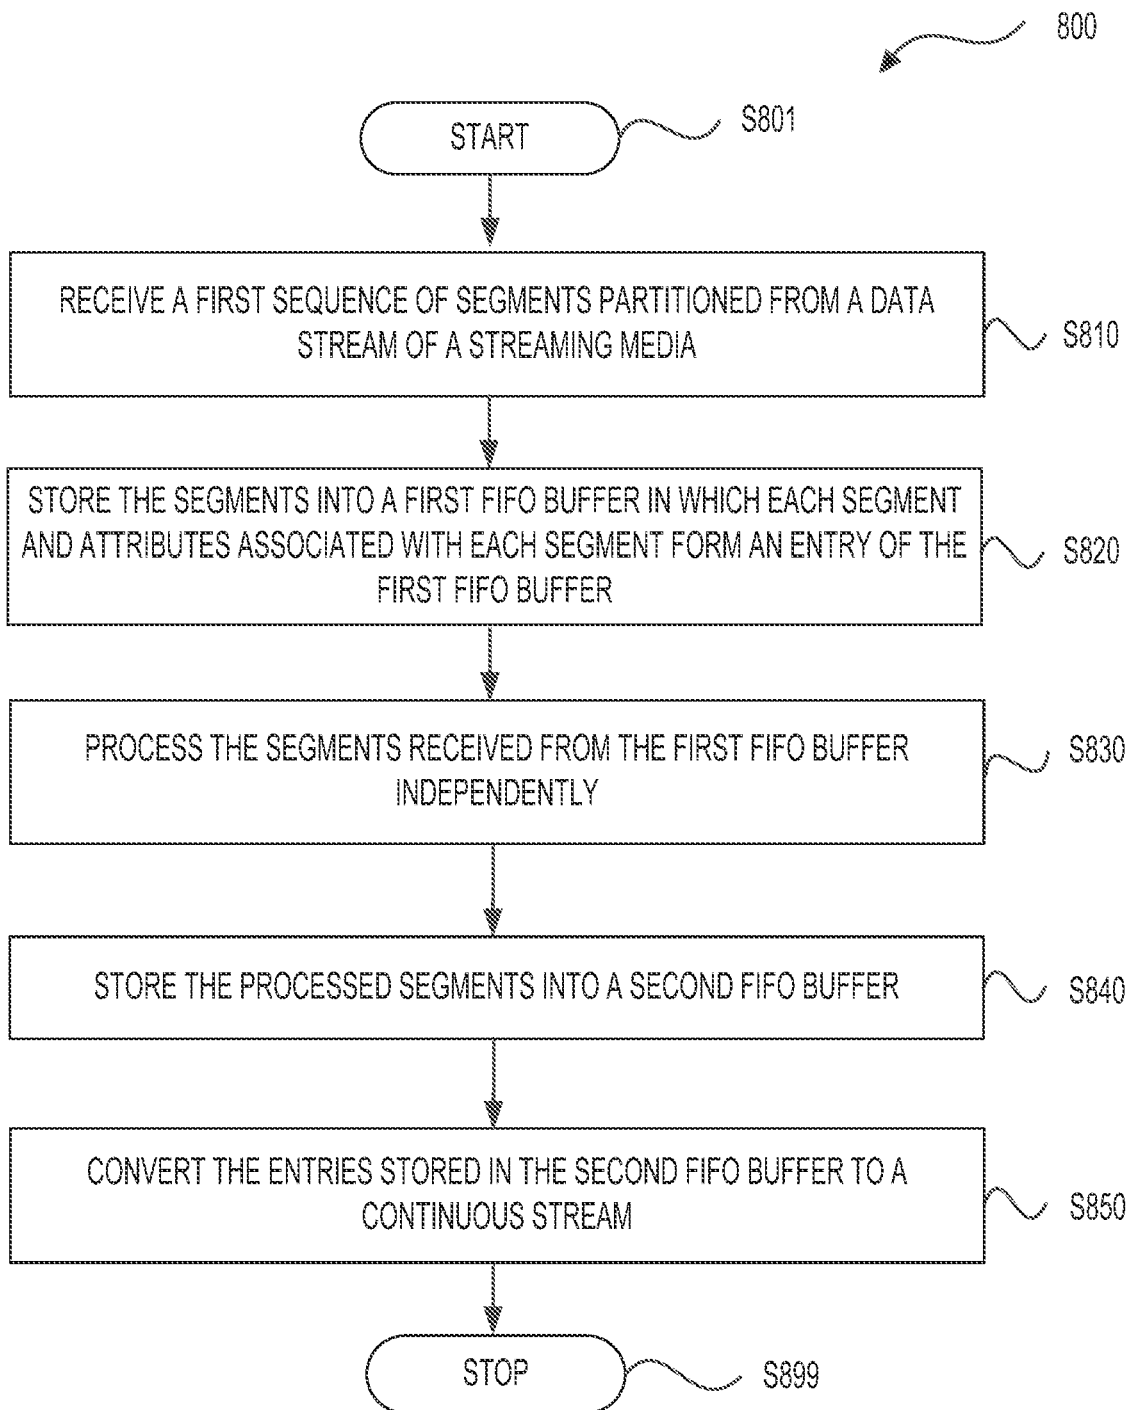 800
START
S801
RECEIVE A FIRST SEQUENCE OF SEGMENTS PARTITIONED FROM A DATA
STREAM OF A STREAMING MEDIA
S810
STORE THE SEGMENTS INTO A FIRST FIFO BUFFER IN WHICH EACH SEGMENT
AND ATTRIBUTES ASSOCIATED WITH EACH SEGMENT FORM AN ENTRY OF THE
FIRST FIFO BUFFER
S820
PROCESS THE SEGMENTS RECEIVED FROM THE FIRST FIFO BUFFER
INDEPENDENTLY
S830
STORE THE PROCESSED SEGMENTS INTO A SECOND FIFO BUFFER
S840
CONVERT THE ENTRIES STORED IN THE SECOND FIFO BUFFER TO A
CONTINUOUS STREAM
S850
STOP
S899